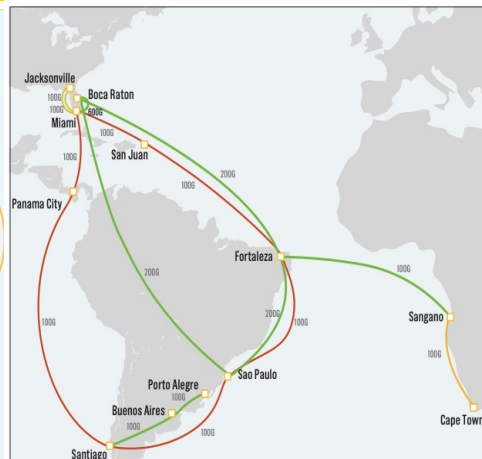 Jacksonville
100G
Boca Raton
100G
600G
Miami
100G
100G
San Juan
200G
100G
Panama City
Fortaleza
100G
200G
Sangano
200G
100G
100G
100G
Sao Paulo
Porto Alegre
100G
Cape Town
Buenos Aires
100G
100G
Santiago